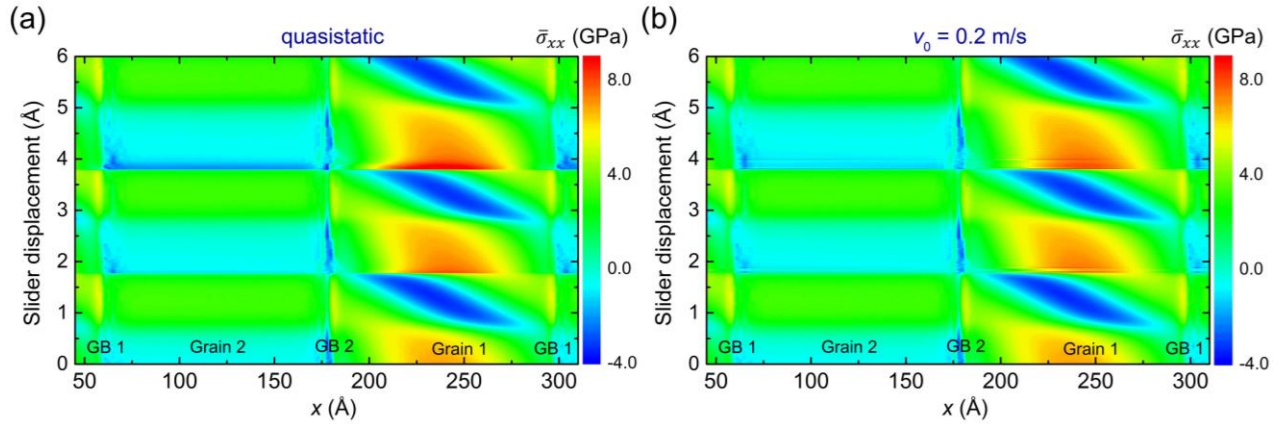 (a)
quasistatic
σ̄xx (GPa)
Slider displacement (Å)
6
5
4
3
2
1
0
GB 1
Grain 2
GB 2
Grain 1
GB 1
50
100
150
200
250
300
x (Å)
8.0
4.0
0.0
-4.0
(b)
v0 = 0.2 m/s
σ̄xx (GPa)
Slider displacement (Å)
6
5
4
3
2
1
0
GB 1
Grain 2
GB 2
Grain 1
GB 1
50
100
150
200
250
300
x (Å)
8.0
4.0
0.0
-4.0